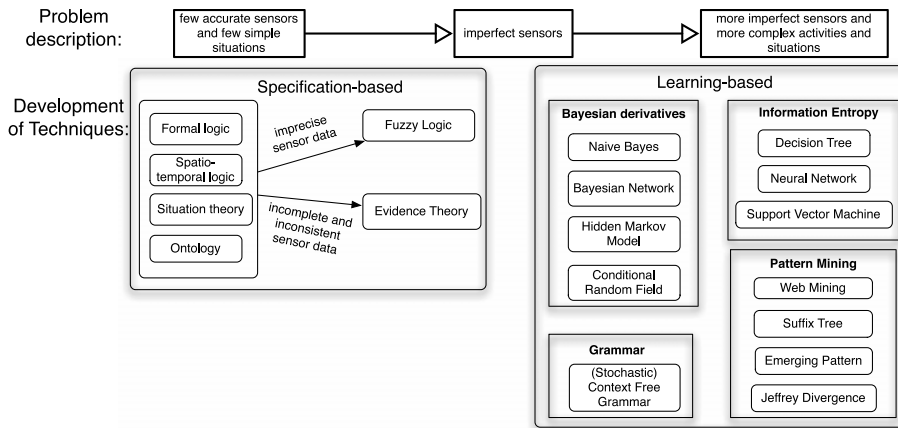 Problem
description:
few accurate sensors
and few simple
situations
imperfect sensors
more imperfect sensors and
more complex activities and
situations
Development
of Techniques:
Specification-based
Formal logic
Spatio-
temporal logic
Situation theory
Ontology
imprecise
sensor data
incomplete and
inconsistent
sensor data
Fuzzy Logic
Evidence Theory
Learning-based
Bayesian derivatives
Naive Bayes
Bayesian Network
Hidden Markov
Model
Conditional
Random Field
Grammar
(Stochastic)
Context Free
Grammar
Information Entropy
Decision Tree
Neural Network
Support Vector Machine
Pattern Mining
Web Mining
Suffix Tree
Emerging Pattern
Jeffrey Divergence